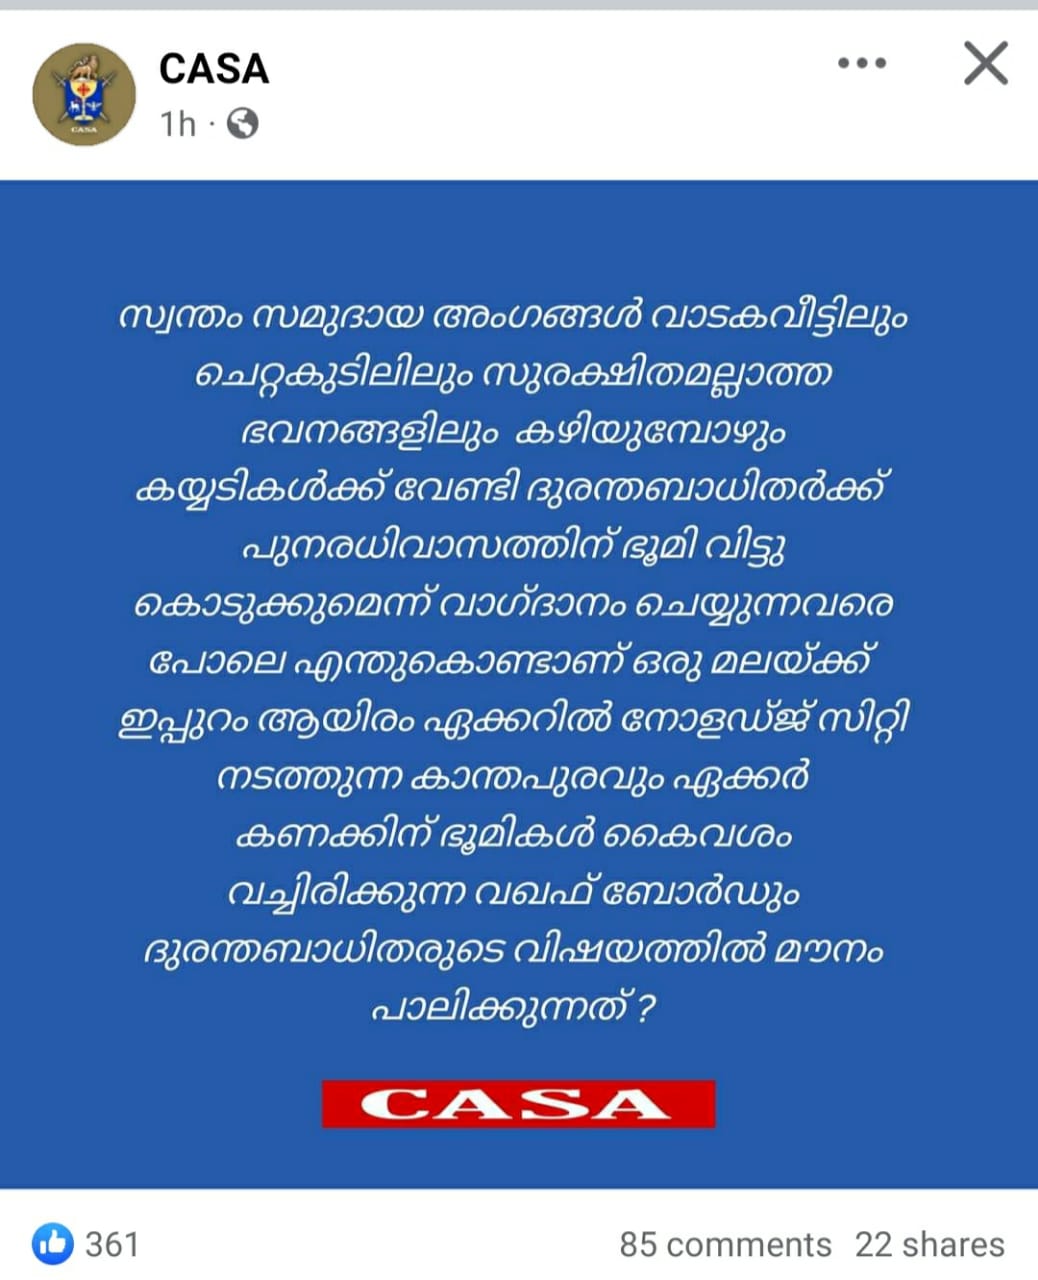 CASA
1h ·
CASA
സ്വന്തം സമുദായ അംഗങ്ങൾ വാടകവീട്ടിലും
ചെറ്റകുടിലിലും സുരക്ഷിതമല്ലാത്ത
ഭവനങ്ങളിലും കഴിയുമ്പോഴും
കയ്യടികൾക്ക് വേണ്ടി ദുരന്തബാധിതർക്ക്
പുനരധിവാസത്തിന് ഭൂമി വിട്ടു
കൊടുക്കുമെന്ന് വാഗ്ദാനം ചെയ്യുന്നവരെ
പോലെ എന്തുകൊണ്ടാണ് ഒരു മലയ്ക്ക്
ഇപ്പുറം ആയിരം ഏക്കറിൽ നോളഡ്ജ് സിറ്റി
നടത്തുന്ന കാന്തപുരവും ഏക്കർ
കണക്കിന് ഭൂമികൾ കൈവശം
വച്ചിരിക്കുന്ന വഖഫ് ബോർഡും
ദുരന്തബാധിതരുടെ വിഷയത്തിൽ മൗനം
പാലിക്കുന്നത് ?
CASA
361
85 comments 22 shares